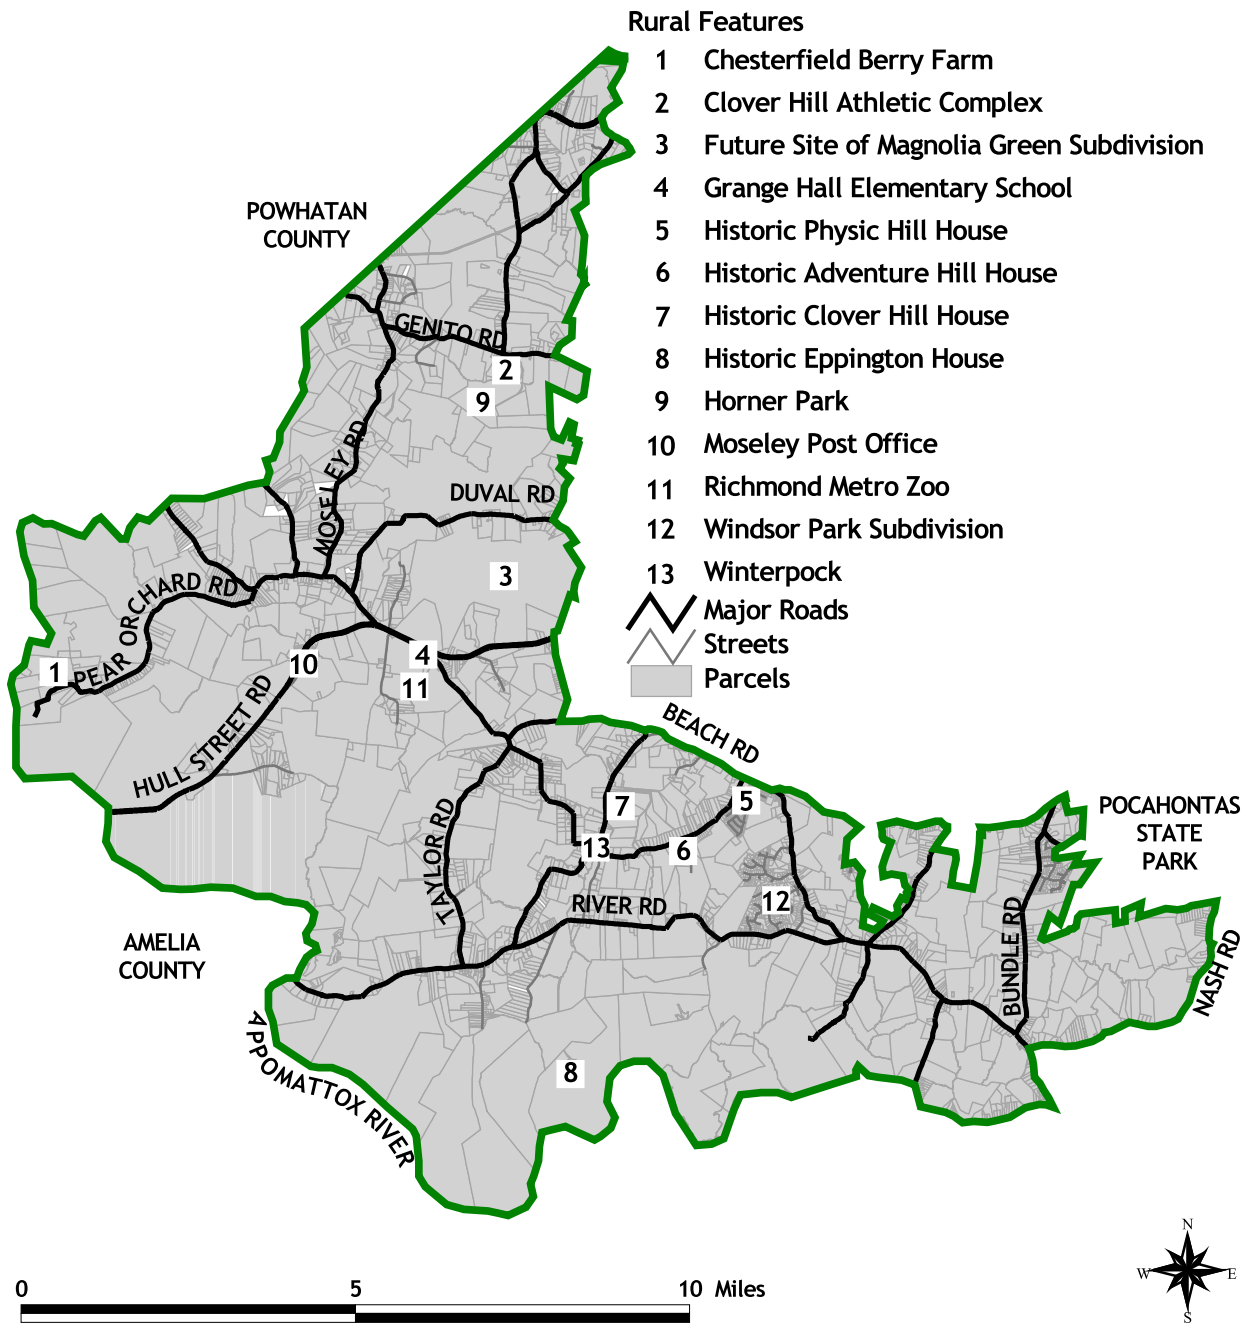 Rural Features
1 Chesterfield Berry Farm
2 Clover Hill Athletic Complex
3 Future Site of Magnolia Green Subdivision
4 Grange Hall Elementary School
5 Historic Physic Hill House
6 Historic Adventure Hill House
7 Historic Clover Hill House
8 Historic Eppington House
9 Horner Park
10 Moseley Post Office
11 Richmond Metro Zoo
12 Windsor Park Subdivision
13 Winterpock
Major Roads
Streets
Parcels
POWHATAN
COUNTY
GENITO RD
2
9
MOSELEY RD
DUVAL RD
3
PEAR ORCHARD RD
1
10
4
11
HULL STREET RD
BEACH RD
TAYLOR RD
7
5
13
6
12
RIVER RD
POCAHONTAS
STATE
PARK
BUNDLE RD
NASH RD
AMELIA
COUNTY
APPOMATTOX RIVER
8
N
W E
S
0 5 10 Miles